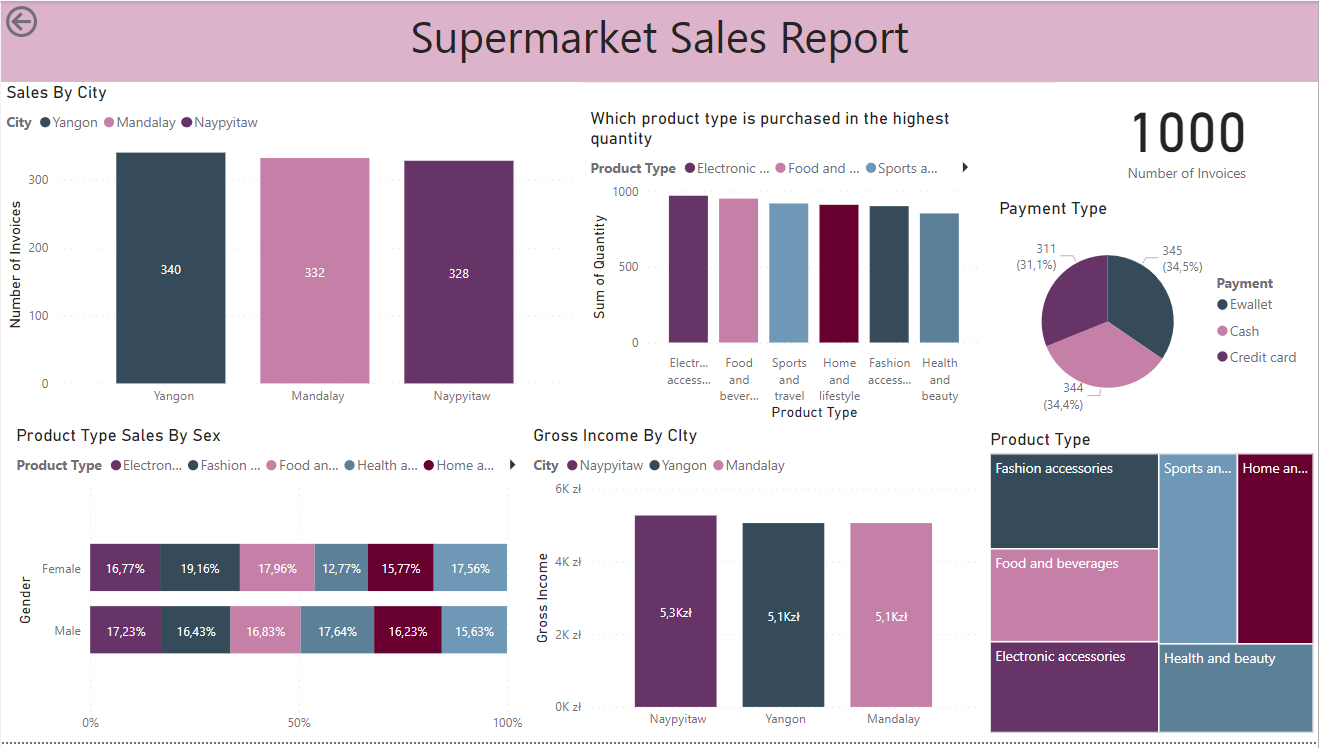 Supermarket Sales Report
Sales By City
City Yangon Mandalay Naypyitaw
Number of Invoices
300
200
100
0
340
332
328
Yangon
Mandalay
Naypyitaw
Which product type is purchased in the highest
quantity
Product Type Electronic ... Food and ... Sports a...
Sum of Quantity
1000
500
0
Electr...
access...
Food
and
bever...
Sports
and
travel
Home
and
lifestyle
Fashion
access...
Health
and
beauty
Product Type
1000
Number of Invoices
Payment Type
311
(31,1%)
345
(34,5%)
344
(34,4%)
Payment
Ewallet
Cash
Credit card
Product Type Sales By Sex
Product Type Electron... Fashion ... Food an... Health a... Home a...
Gender
Female
16,77% 19,16% 17,96% 12,77% 15,77% 17,56%
Male
17,23% 16,43% 16,83% 17,64% 16,23% 15,63%
0% 50% 100%
Gross Income By CIty
City Naypyitaw Yangon Mandalay
Gross Income
6K zł
4K zł
2K zł
0K zł
5,3Kzł
5,1Kzł
5,1Kzł
Naypyitaw
Yangon
Mandalay
Product Type
Fashion accessories
Food and beverages
Electronic accessories
Sports an...
Home an...
Health and beauty